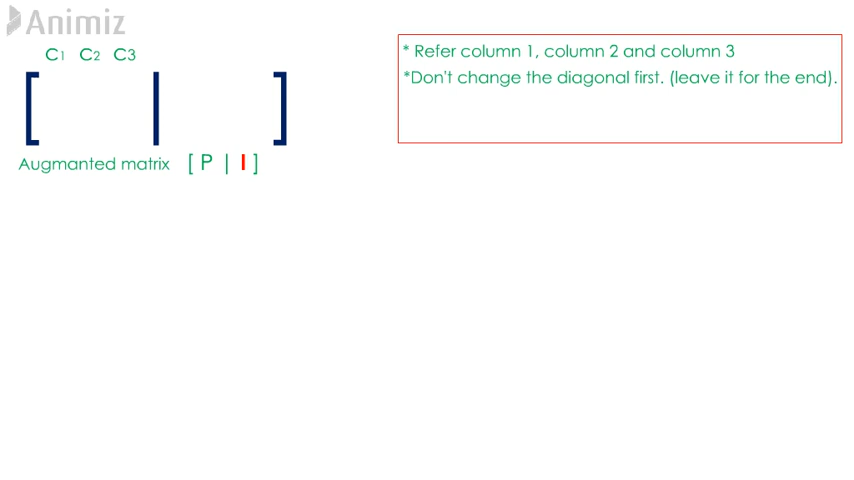 Animiz
C1 C2 C3
[ | ]
Augmanted matrix [ P | I ]
* Refer column 1, column 2 and column 3
*Don't change the diagonal first. (leave it for the end).